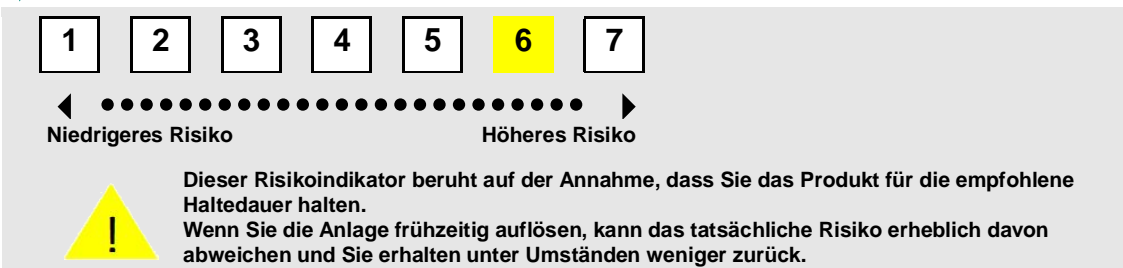 1 2 3 4 5 6 7
Niedrigeres Risiko Höheres Risiko
Dieser Risikoindikator beruht auf der Annahme, dass Sie das Produkt für die empfohlene
Haltedauer halten.
! Wenn Sie die Anlage frühzeitig auflösen, kann das tatsächliche Risiko erheblich davon
abweichen und Sie erhalten unter Umständen weniger zurück.